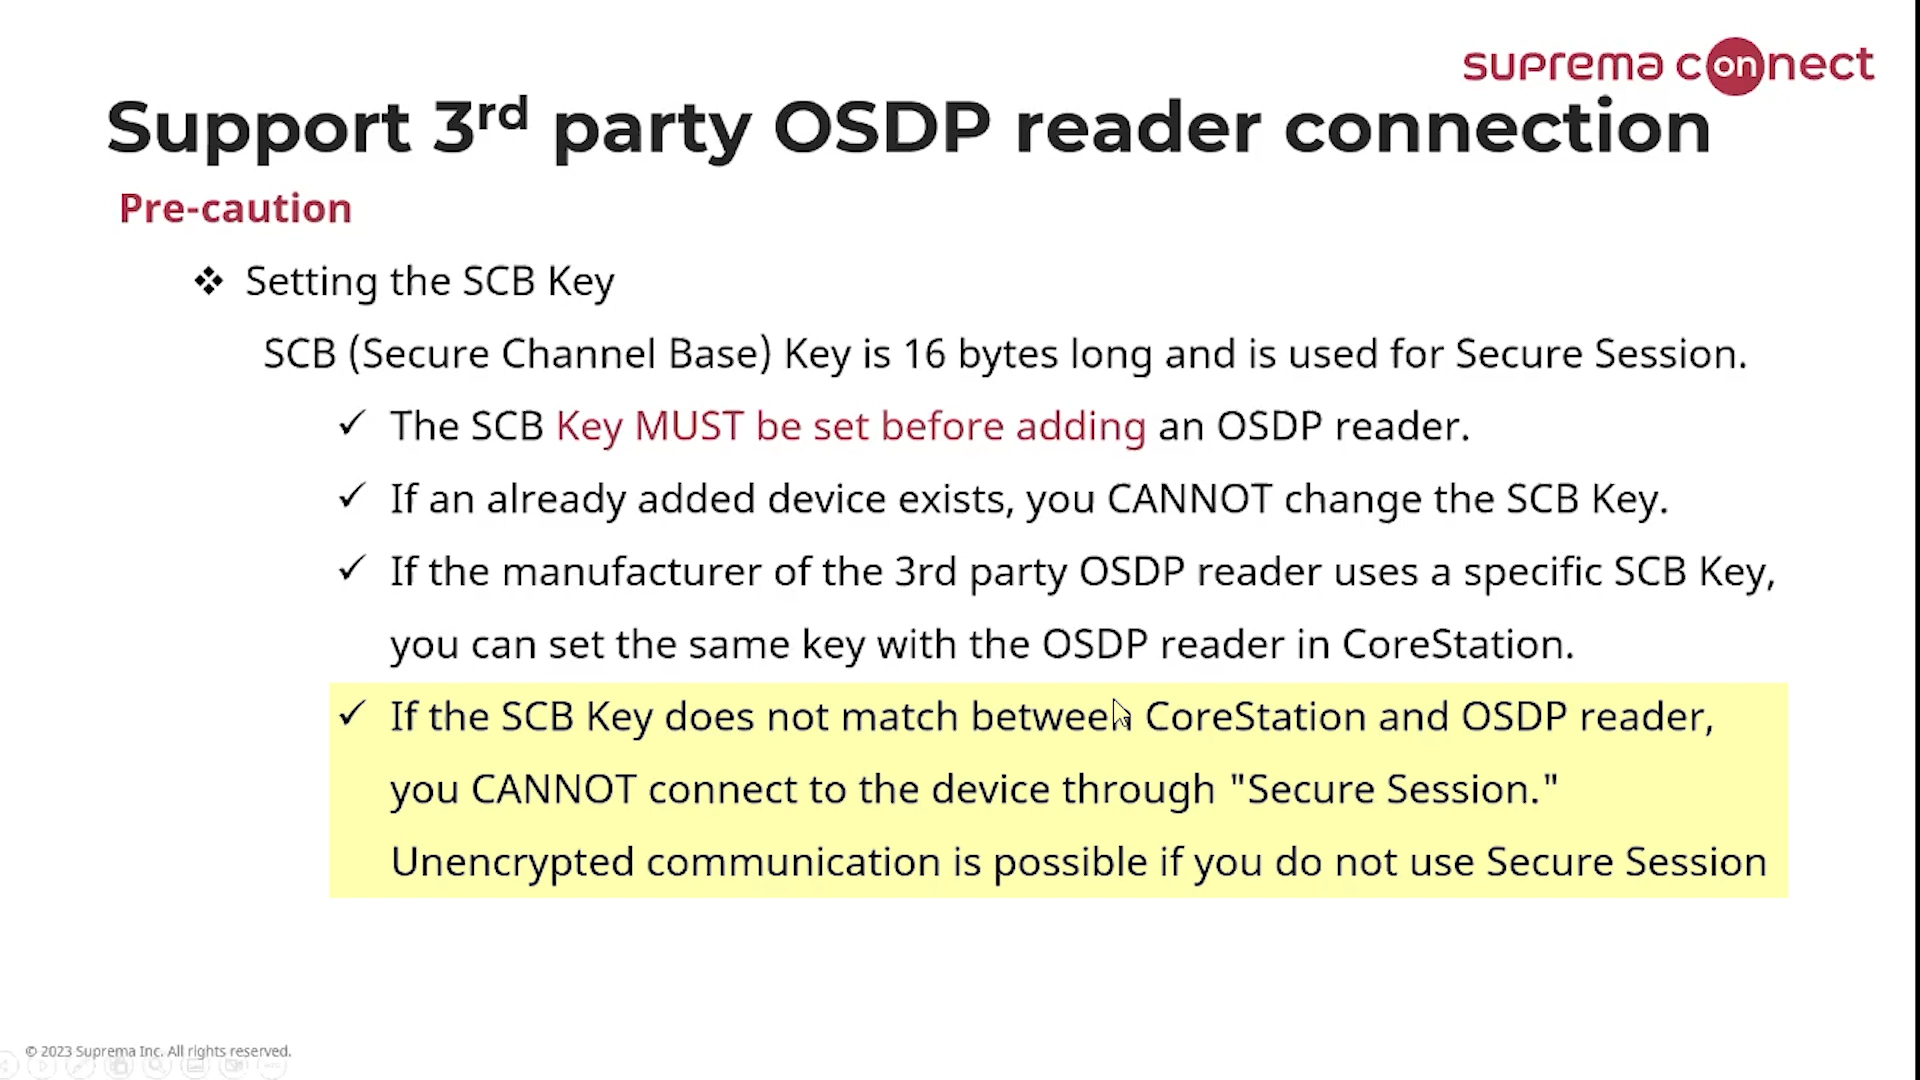 suprema connect
Support 3rd party OSDP reader connection
Pre-caution
❖ Setting the SCB Key
SCB (Secure Channel Base) Key is 16 bytes long and is used for Secure Session.
✓ The SCB Key MUST be set before adding an OSDP reader.
✓ If an already added device exists, you CANNOT change the SCB Key.
✓ If the manufacturer of the 3rd party OSDP reader uses a specific SCB Key,
you can set the same key with the OSDP reader in CoreStation.
✓ If the SCB Key does not match between CoreStation and OSDP reader,
you CANNOT connect to the device through "Secure Session."
Unencrypted communication is possible if you do not use Secure Session
© 2023 Suprema Inc. All rights reserved.